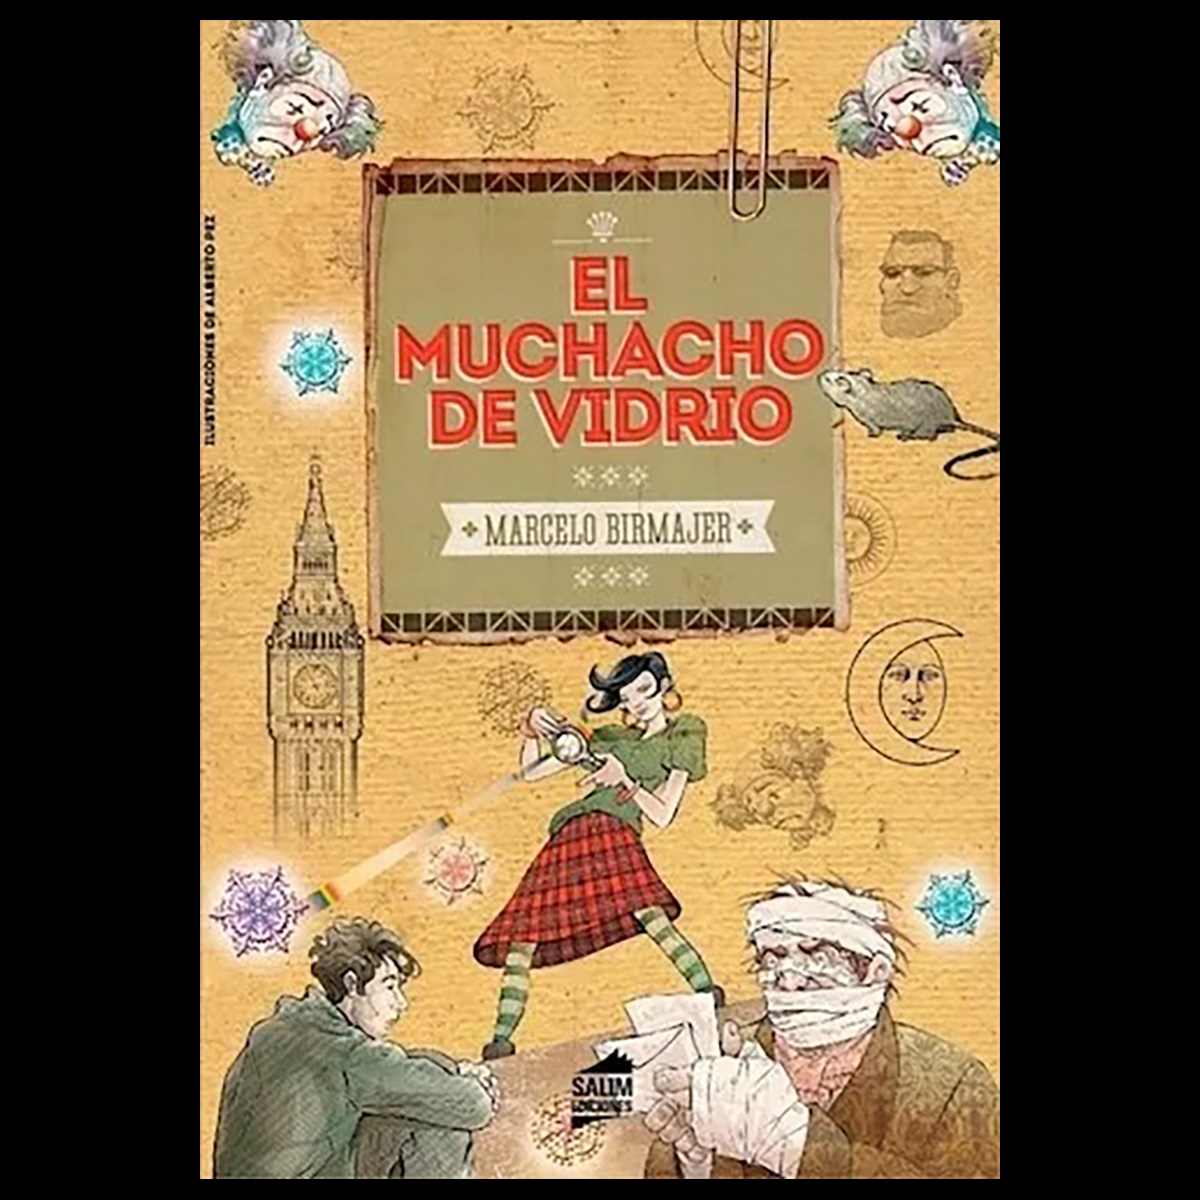 ILUSTRACIONES DE ALBERTO PEZ
EL
MUCHACHO
DE VIDRIO
MARCELO BIRMAJER
SALIM
EDICIONES